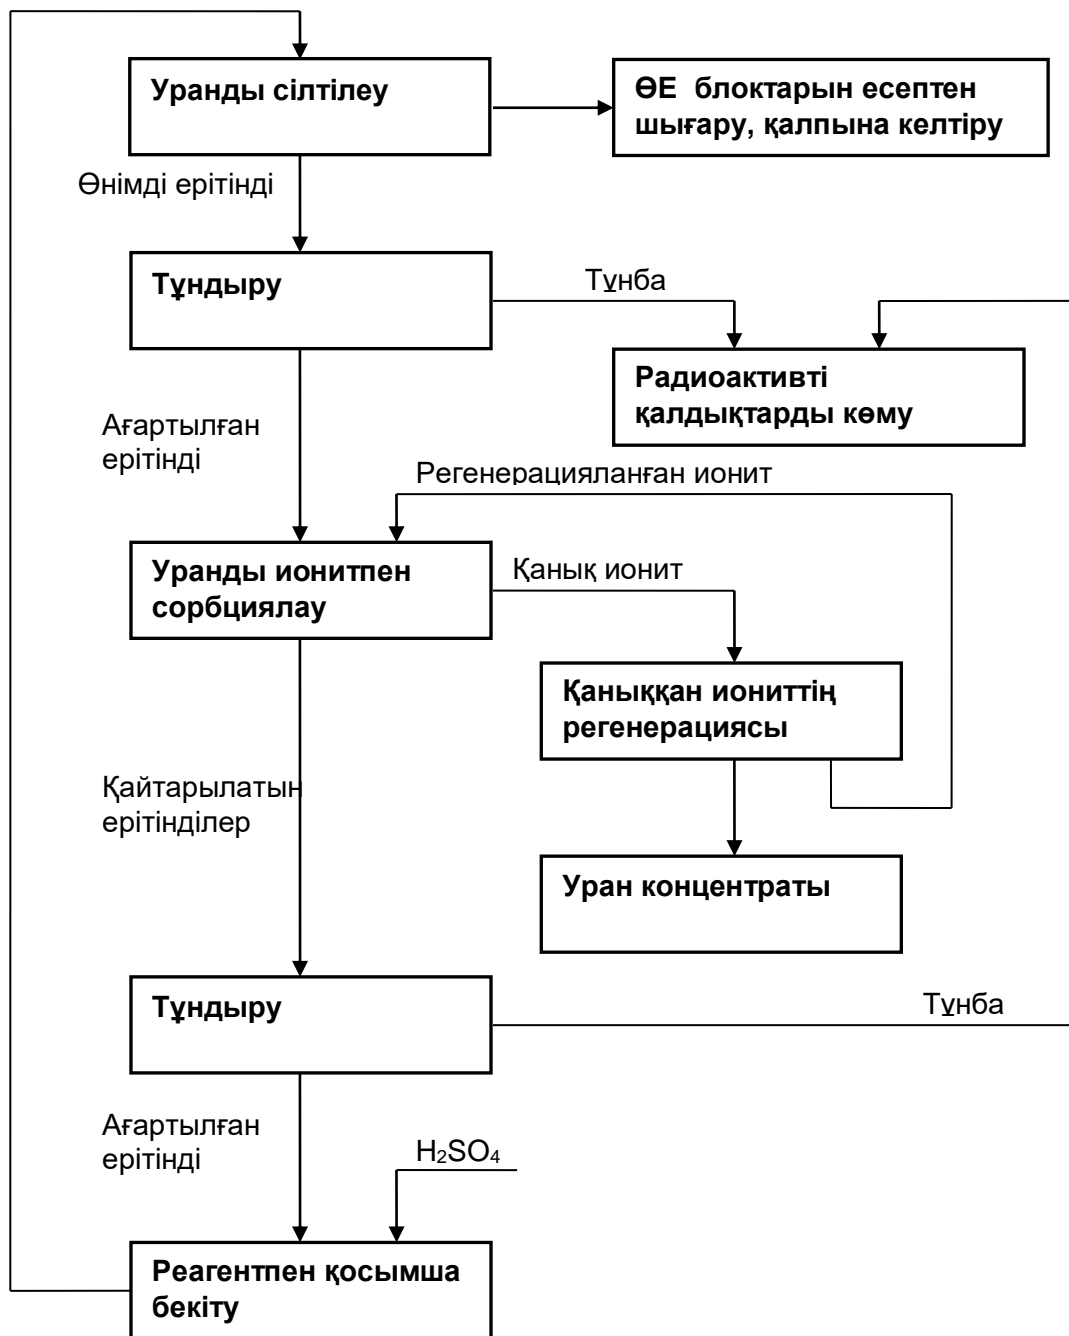 Уранды сілтілеу
ӨЕ блоктарын есептен
шығару, қалпына келтіру
Өнімді ерітінді
Тұндыру
Тұнба
Радиоактивті
қалдықтарды көму
Ағартылған
ерітінді
Регенерацияланған ионит
Уранды ионитпен
сорбциялау
Қанық ионит
Қаныққан иониттің
регенерациясы
Қайтарылатын
ерітінділер
Уран концентраты
Тұндыру
Тұнба
Ағартылған
ерітінді
H₂SO₄
Реагентпен қосымша
бекіту